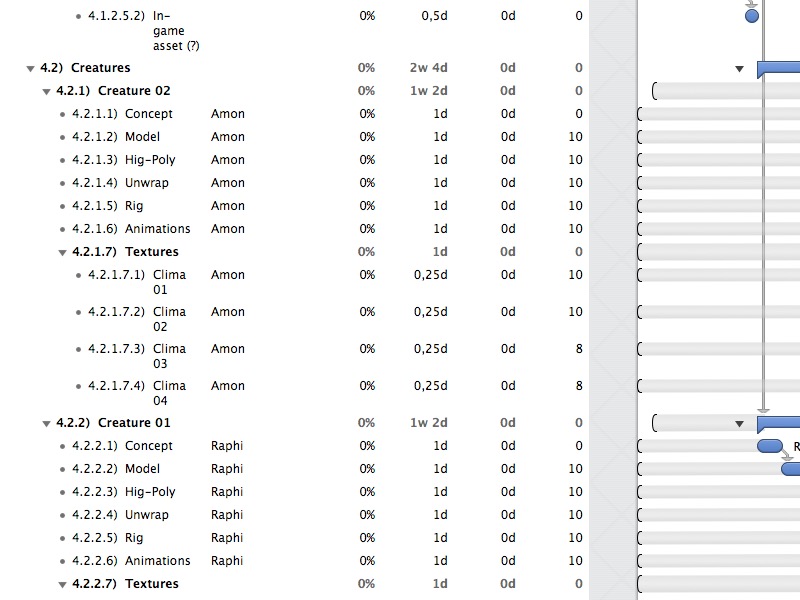 4.1.2.5.2) In- 0% 0,5d 0d 0
game
asset (?)
4.2) Creatures 0% 2w 4d 0d 0
4.2.1) Creature 02 0% 1w 2d 0d 0
4.2.1.1) Concept Amon 0% 1d 0d 0
4.2.1.2) Model Amon 0% 1d 0d 10
4.2.1.3) Hig-Poly Amon 0% 1d 0d 10
4.2.1.4) Unwrap Amon 0% 1d 0d 10
4.2.1.5) Rig Amon 0% 1d 0d 10
4.2.1.6) Animations Amon 0% 1d 0d 10
4.2.1.7) Textures 0% 1d 0d 0
4.2.1.7.1) Clima Amon 0% 0,25d 0d 10
01
4.2.1.7.2) Clima Amon 0% 0,25d 0d 10
02
4.2.1.7.3) Clima Amon 0% 0,25d 0d 8
03
4.2.1.7.4) Clima Amon 0% 0,25d 0d 8
04
4.2.2) Creature 01 0% 1w 2d 0d 0
4.2.2.1) Concept Raphi 0% 1d 0d 0 R
4.2.2.2) Model Raphi 0% 1d 0d 10
4.2.2.3) Hig-Poly Raphi 0% 1d 0d 10
4.2.2.4) Unwrap Raphi 0% 1d 0d 10
4.2.2.5) Rig Raphi 0% 1d 0d 10
4.2.2.6) Animations Raphi 0% 1d 0d 10
4.2.2.7) Textures 0% 1d 0d 0